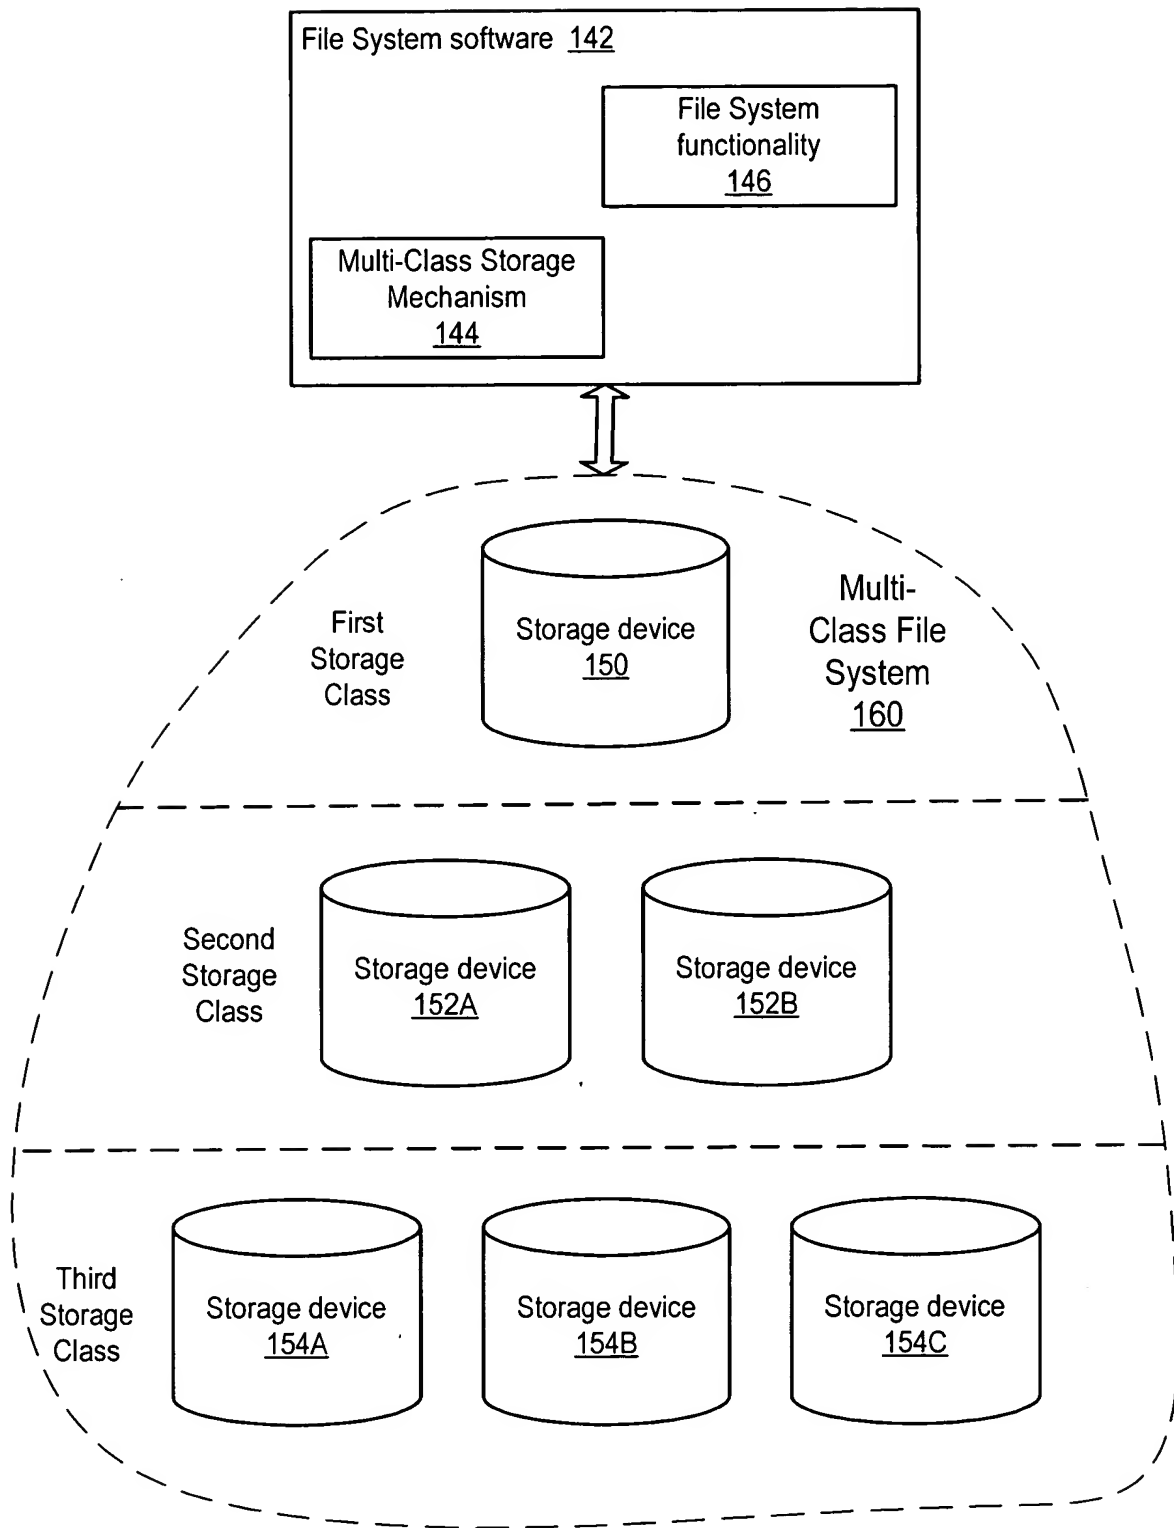 File System software 142
File System
functionality
146
Multi-Class Storage
Mechanism
144
First
Storage
Class
Storage device
150
Multi-
Class File
System
160
Second
Storage
Class
Storage device
152A
Storage device
152B
Third
Storage
Class
Storage device
154A
Storage device
154B
Storage device
154C